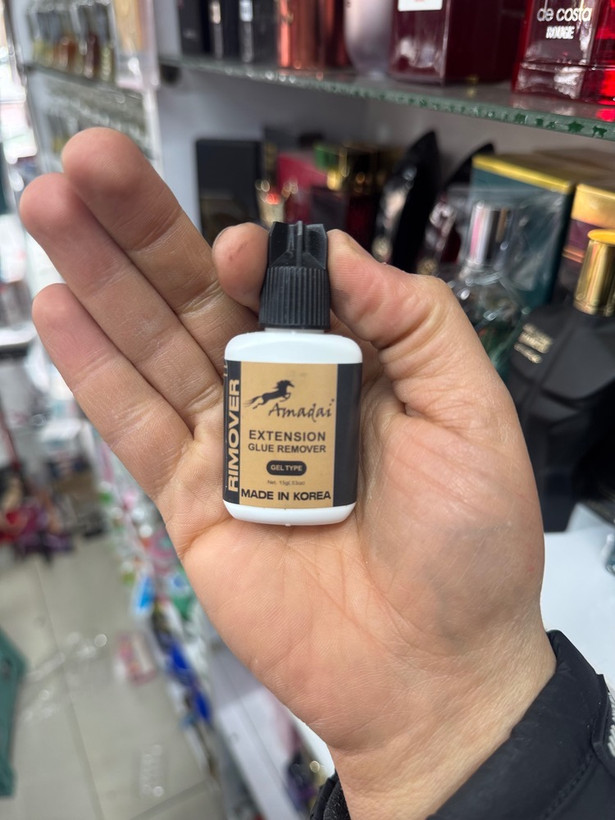 de costa
ROUGE
RIMOVER
Amadai
EXTENSION
GLUE REMOVER
GEL TYPE
MADE IN KOREA